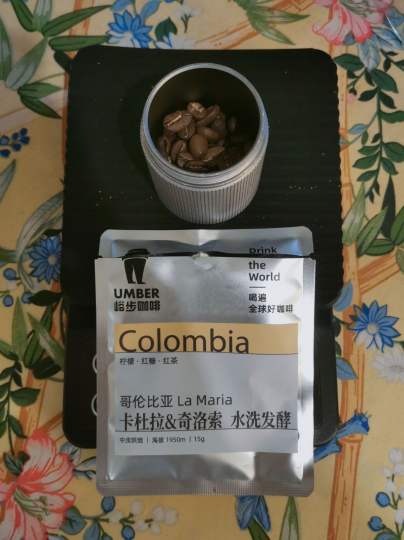 UMBER
峪步咖啡
Drink
the
World
喝遍
全球好咖啡
Colombia
柠檬 · 红糖 · 红茶
哥伦比亚 La Maria
卡杜拉&奇洛索 水洗发酵
中度烘焙 | 海拔 1950m | 15g